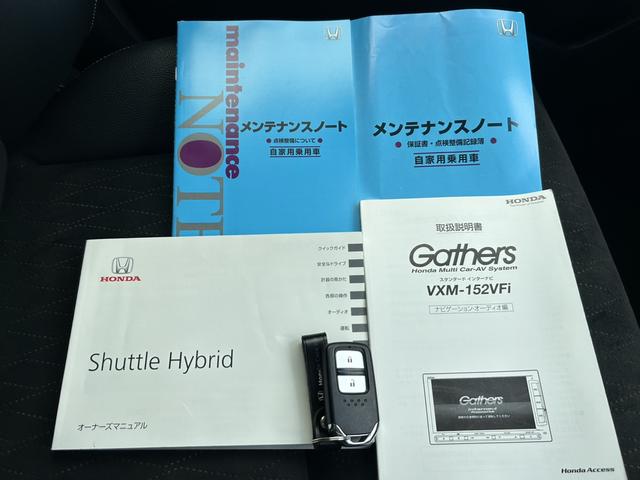 maintenance
NOTE
メンテナンスノート
● 点検整備について ●
自家用乗用車
メンテナンスノート
● 保証書・点検整備記録簿 ●
自家用乗用車
HONDA
Shuttle Hybrid
オーナーズマニュアル
クイックガイド
安全なドライブ
計器の見かた
各部の操作
オーディオ
運転
HONDA
取扱説明書
Gathers
Honda Multi Car-AV System
スタンダード インターナビ
VXM-152VFi
ナビゲーション・オーディオ編
Gathers
Honda Access